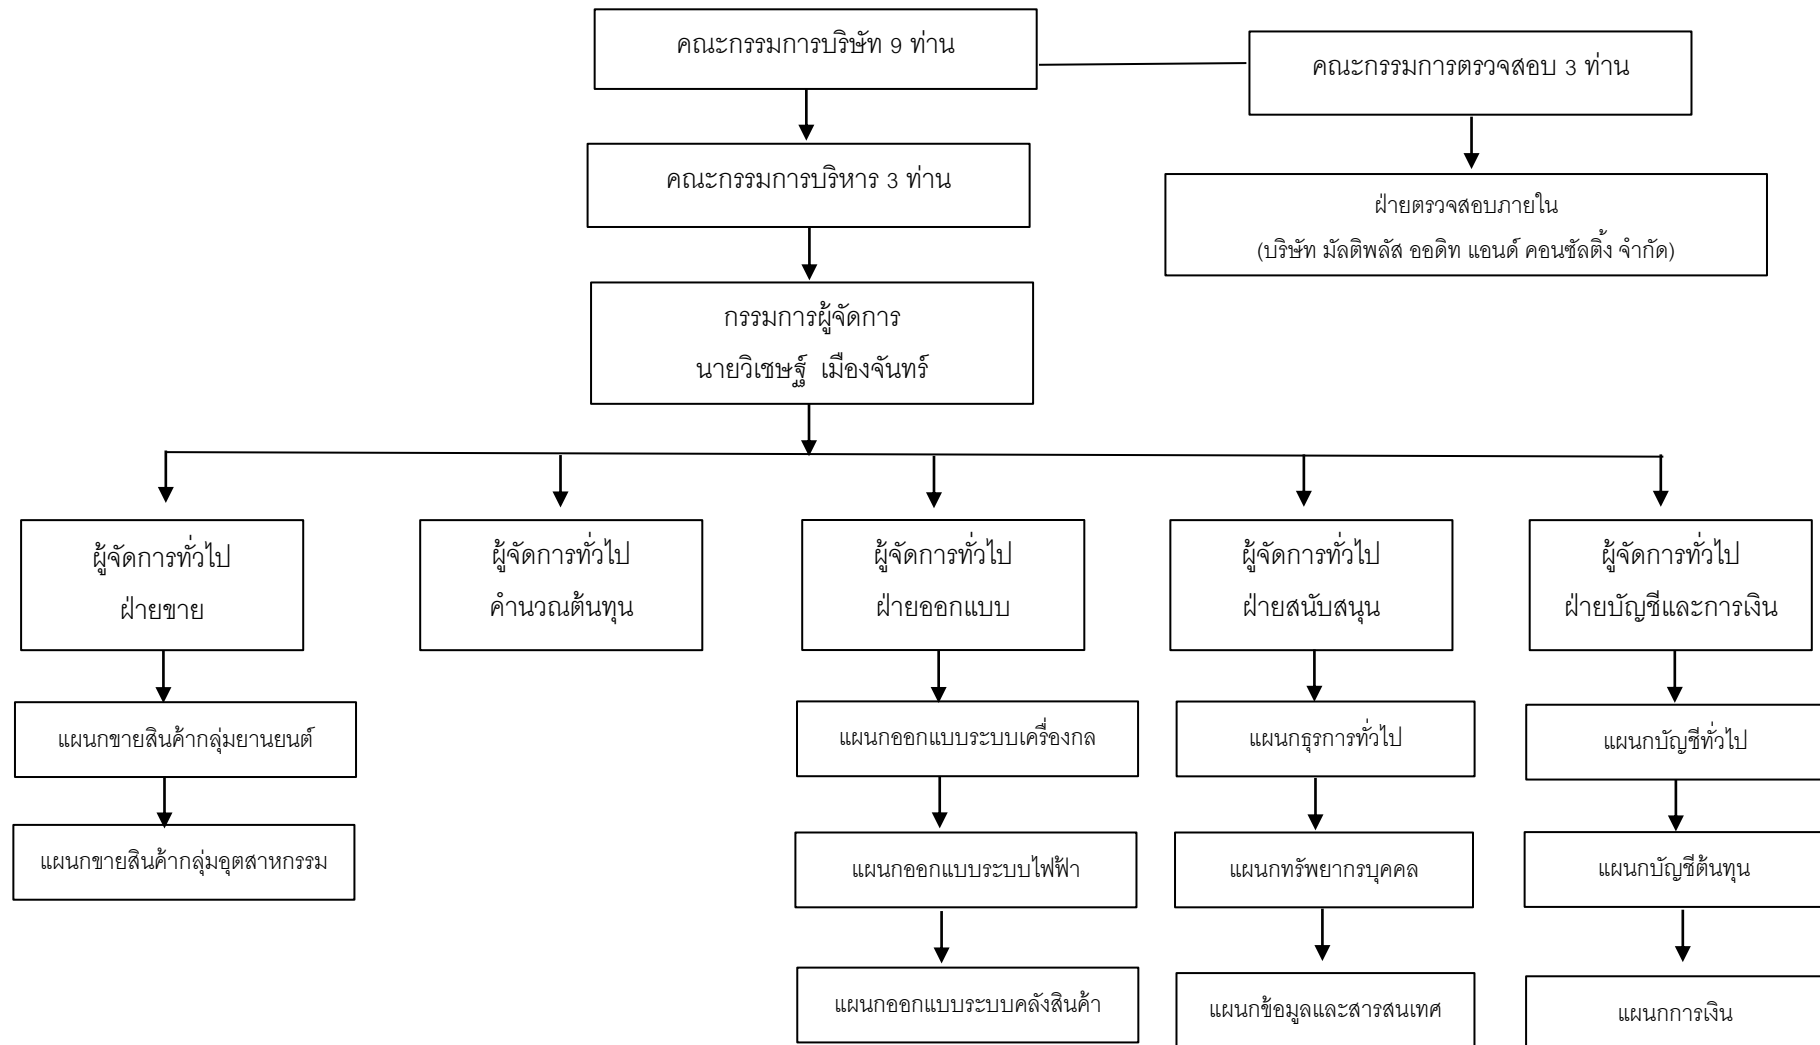 คณะกรรมการบริษัท 9 ท่าน
คณะกรรมการตรวจสอบ 3 ท่าน
คณะกรรมการบริหาร 3 ท่าน
ฝ่ายตรวจสอบภายใน
(บริษัท มัลติพลัส ออดิท แอนด์ คอนซัลติ้ง จำกัด)
กรรมการผู้จัดการ
นายวิเชษฐ์ เมืองจันทร์
ผู้จัดการทั่วไป
ฝ่ายขาย
ผู้จัดการทั่วไป
คำนวณต้นทุน
ผู้จัดการทั่วไป
ฝ่ายออกแบบ
ผู้จัดการทั่วไป
ฝ่ายสนับสนุน
ผู้จัดการทั่วไป
ฝ่ายบัญชีและการเงิน
แผนกขายสินค้ากลุ่มยานยนต์
แผนกออกแบบระบบเครื่องกล
แผนกธุรการทั่วไป
แผนกบัญชีทั่วไป
แผนกขายสินค้ากลุ่มอุตสาหกรรม
แผนกออกแบบระบบไฟฟ้า
แผนกทรัพยากรบุคคล
แผนกบัญชีต้นทุน
แผนกออกแบบระบบคลังสินค้า
แผนกข้อมูลและสารสนเทศ
แผนกการเงิน